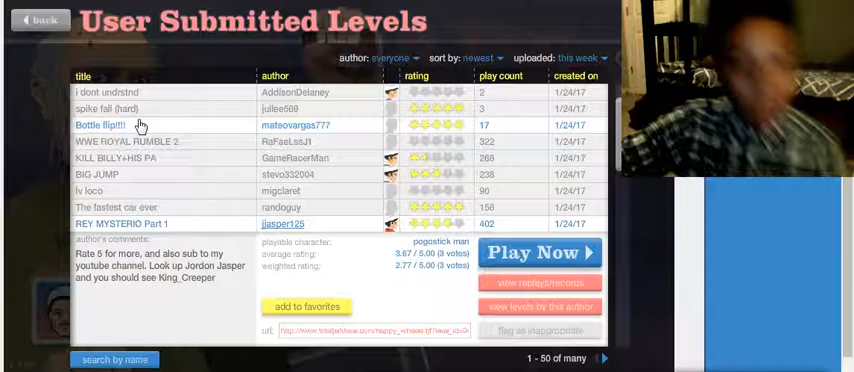 back
User Submitted Levels
author: everyone sort by: newest uploaded: this week
title author rating play count created on
i dont undrstnd AddisonDelaney 2 1/24/17
spike fall (hard) 3 1/24/17
Bottle flip!!!! mateovargas777 17 1/24/17
WWE ROYAL RUMBLE 2 RaFaeLssJ1 322 1/24/17
KILL BILLY+HIS PA GameRacerMan 268 1/24/17
BIG JUMP stevo332004 238 1/24/17
lv loco migclaret 90 1/24/17
The fastest car ever randoguy 158 1/24/17
REY MYSTERIO Part 1 jjasper125 402 1/24/17
author's comments:
Rate 5 for more, and also sub to my
youtube channel. Look up Jordon Jasper
and you should see King_Creeper
playable character: pogostick man
average rating: 3.67 / 5.00 (3 votes)
weighted rating: 2.77 / 5.00 (3 votes)
Play Now
view replays/records
add to favorites
view levels by this author
url:
flag as inappropriate
search by name
1 - 50 of many